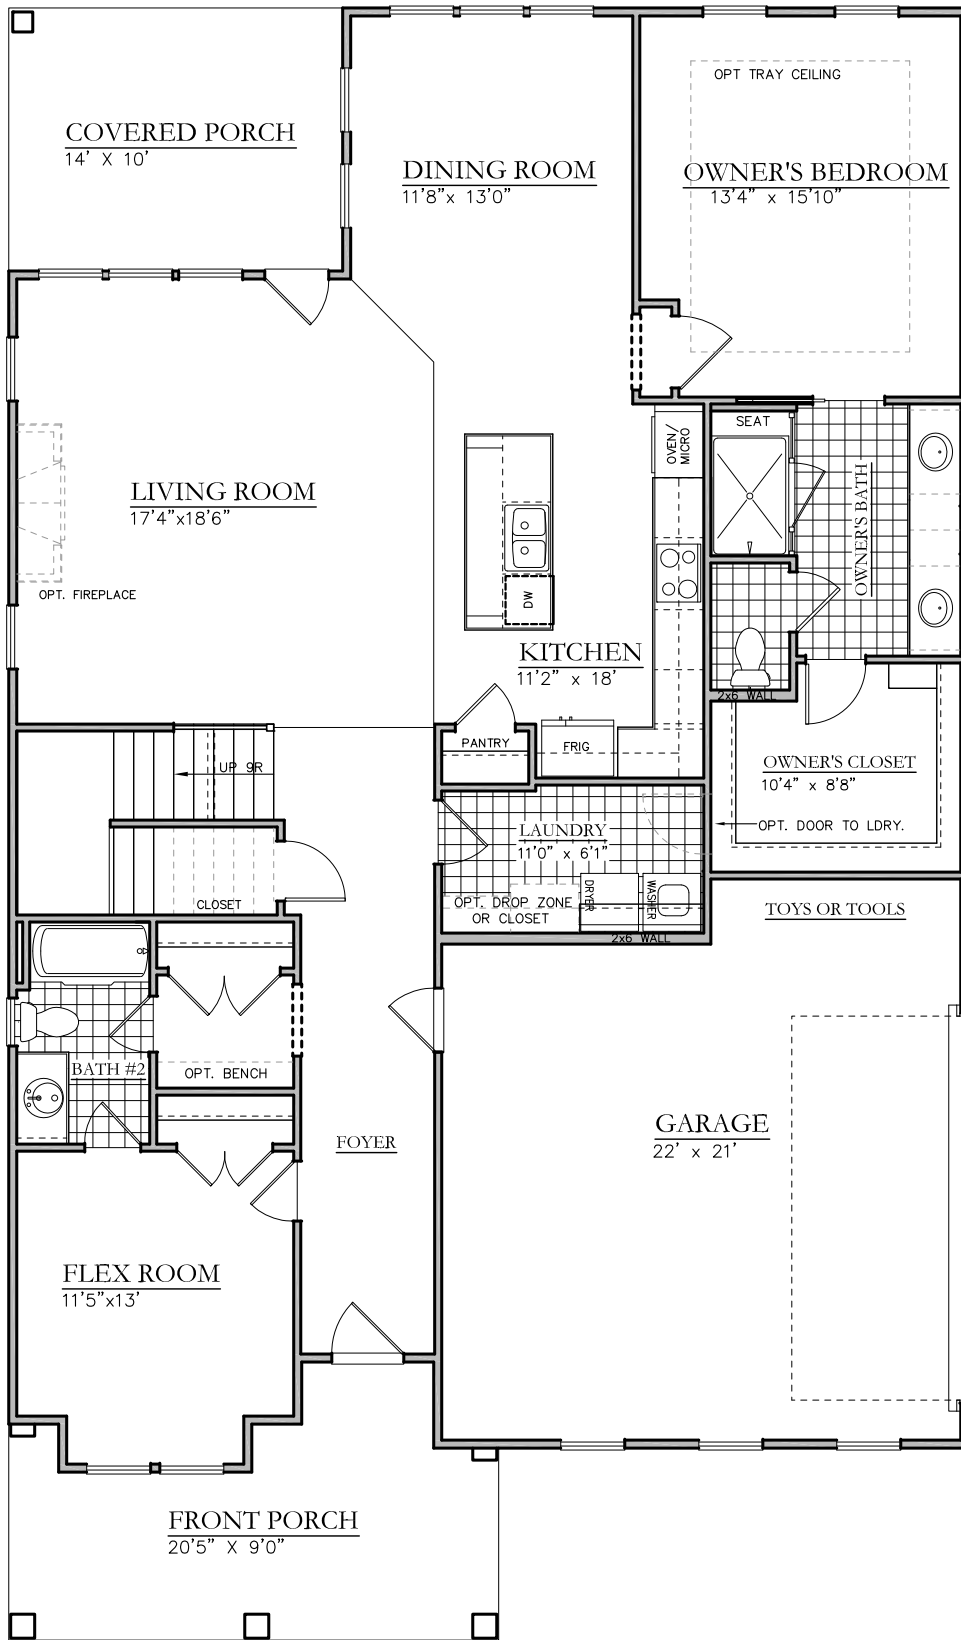 OPT TRAY CEILING
COVERED PORCH
14' X 10'
DINING ROOM
11'8"x 13'0"
OWNER'S BEDROOM
13'4" x 15'10"
SEAT
OVEN/
MICRO
LIVING ROOM
17'4"x18'6"
OWNER'S BATH
OPT. FIREPLACE
DW
KITCHEN
11'2" x 18'
2x6 WALL
PANTRY
FRIG
UP 9R
OWNER'S CLOSET
10'4" x 8'8"
OPT. DOOR TO LDRY.
LAUNDRY
11'0" x 6'1"
CLOSET
OPT. DROP ZONE
OR CLOSET
DRYER
WASHER
2x6 WALL
TOYS OR TOOLS
BATH #2
OPT. BENCH
FOYER
GARAGE
22' x 21'
FLEX ROOM
11'5"x13'
FRONT PORCH
20'5" X 9'0"